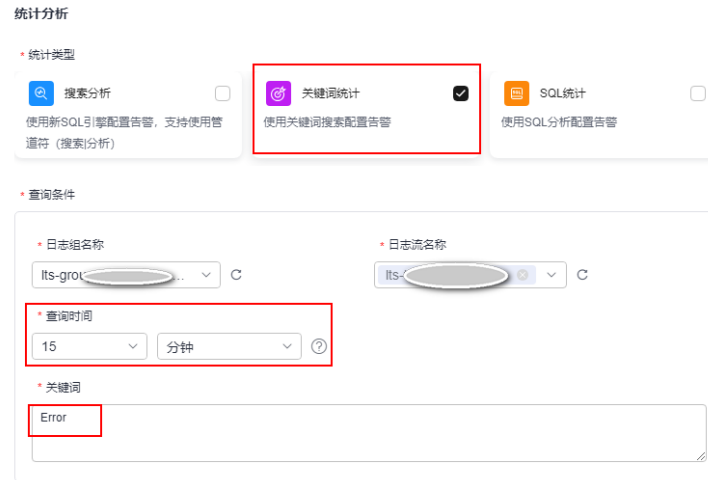 统计分析
* 统计类型
搜索分析
使用新SQL引擎配置告警，支持使用管
道符（搜索|分析）
关键词统计
使用关键词搜索配置告警
SQL统计
使用SQL分析配置告警
* 查询条件
* 日志组名称
* 日志流名称
lts-grou
...
lts-
* 查询时间
15
分钟
* 关键词
Error